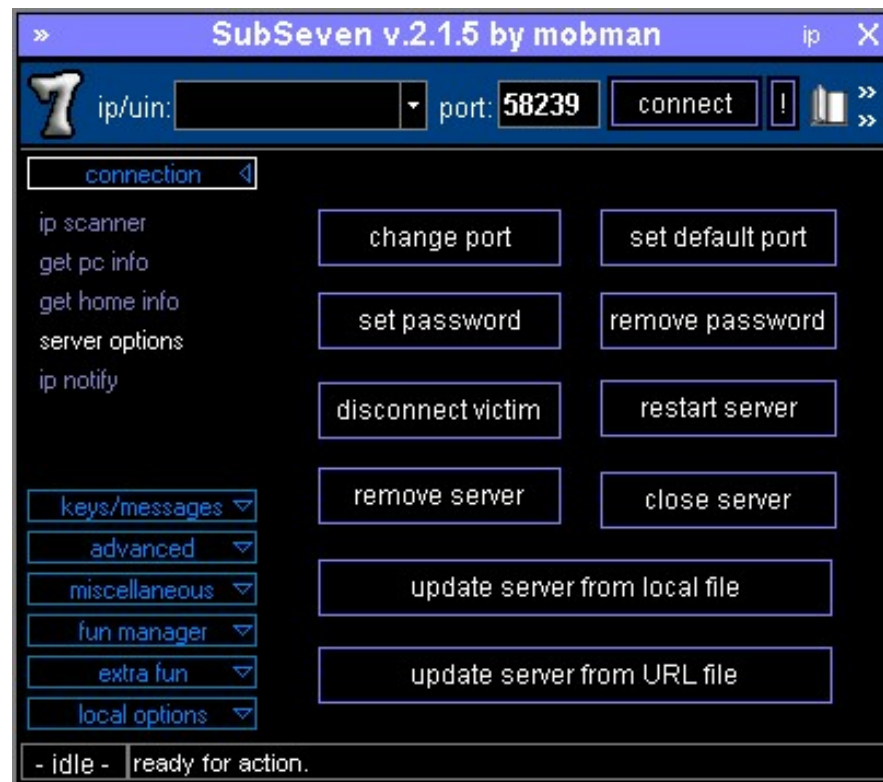 » SubSeven v.2.1.5 by mobman ip X
7 ip/uin: port: 58239 connect ! »
»
connection
ip scanner
get pc info
get home info
server options
ip notify
keys/messages
advanced
miscellaneous
fun manager
extra fun
local options
change port set default port
set password remove password
disconnect victim restart server
remove server close server
update server from local file
update server from URL file
- idle - ready for action.